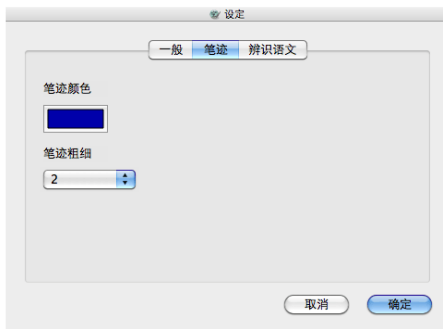 设定
一般 笔迹 辨识语文
笔迹颜色
笔迹粗细
2
取消 确定